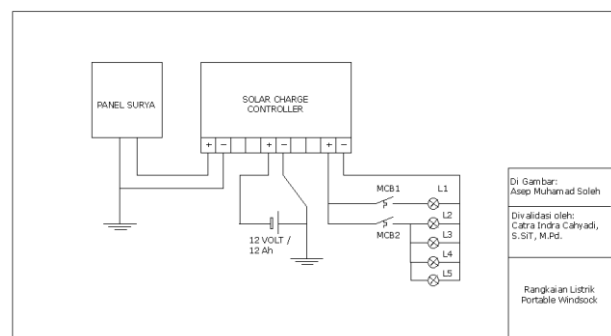 PANEL SURYA
SOLAR CHARGE
CONTROLLER
+ − + − + −
MCB1
L1
L2
MCB2
L3
L4
L5
12 VOLT /
12 Ah
Di Gambar:
Asep Muhamad Soleh
Divalidasi oleh:
Catra Indra Cahyadi,
S.SiT, M.Pd.
Rangkaian Listrik
Portable Windsock